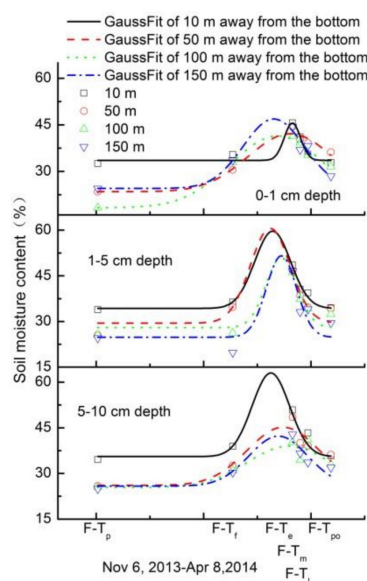 GaussFit of 10 m away from the bottom
GaussFit of 50 m away from the bottom
GaussFit of 100 m away from the bottom
GaussFit of 150 m away from the bottom
60
10 m
50 m
45
100 m
150 m
30
0-1 cm depth
Soil moisture content (%)
60
1-5 cm depth
45
30
15
60
5-10 cm depth
45
30
15
F-Tp
F-Tf
F-Te
F-Tpo
F-Tm
Nov 6, 2013-Apr 8,2014